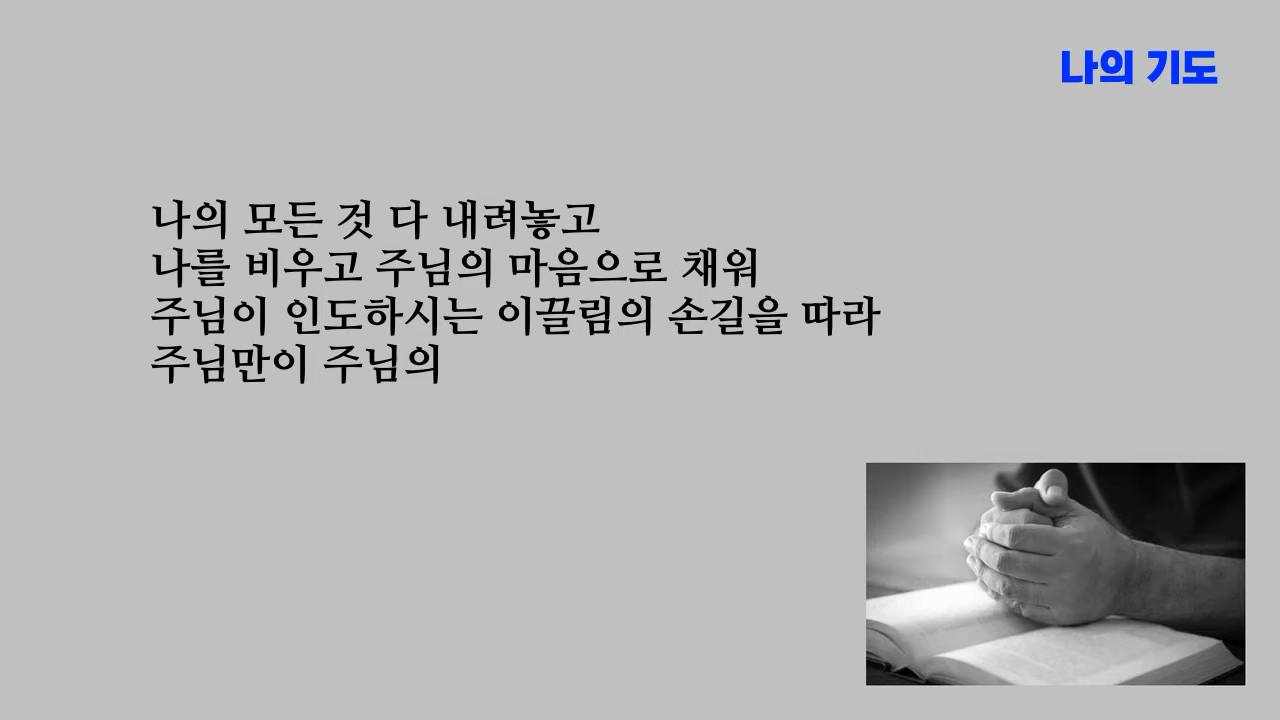 나의 기도
나의 모든 것 다 내려놓고
나를 비우고 주님의 마음으로 채워
주님이 인도하시는 이끌림의 손길을 따라
주님만이 주님의